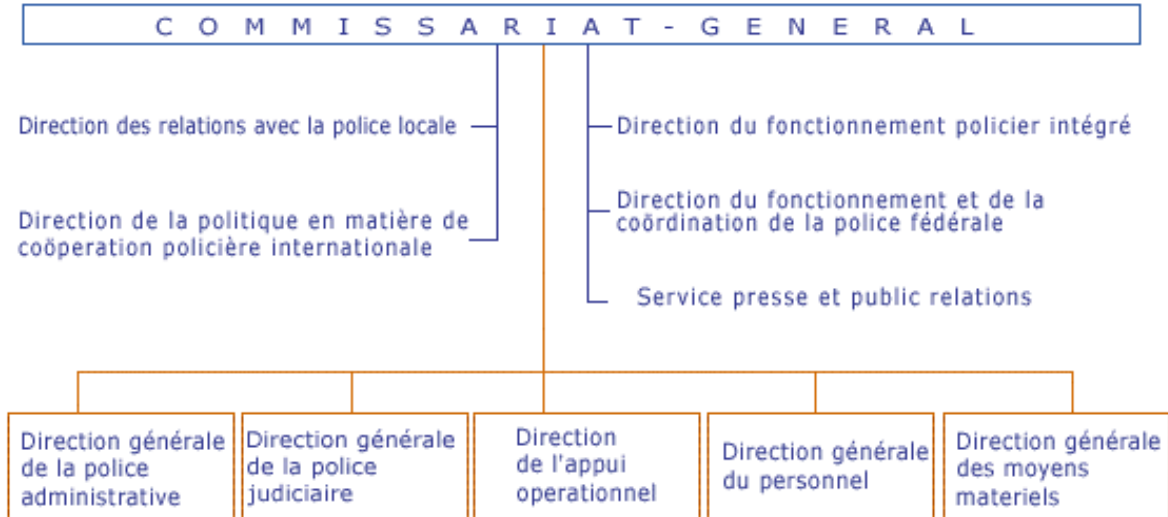 COMMISSARIAT-GENERAL
Direction des relations avec la police locale
Direction du fonctionnement policier intégré
Direction de la politique en matière de
coöperation policière internationale
Direction du fonctionnement et de la
coördination de la police fédérale
Service presse et public relations
Direction générale
de la police
administrative
Direction générale
de la police
judiciaire
Direction
de l'appui
operationnel
Direction générale
du personnel
Direction générale
des moyens
materiels